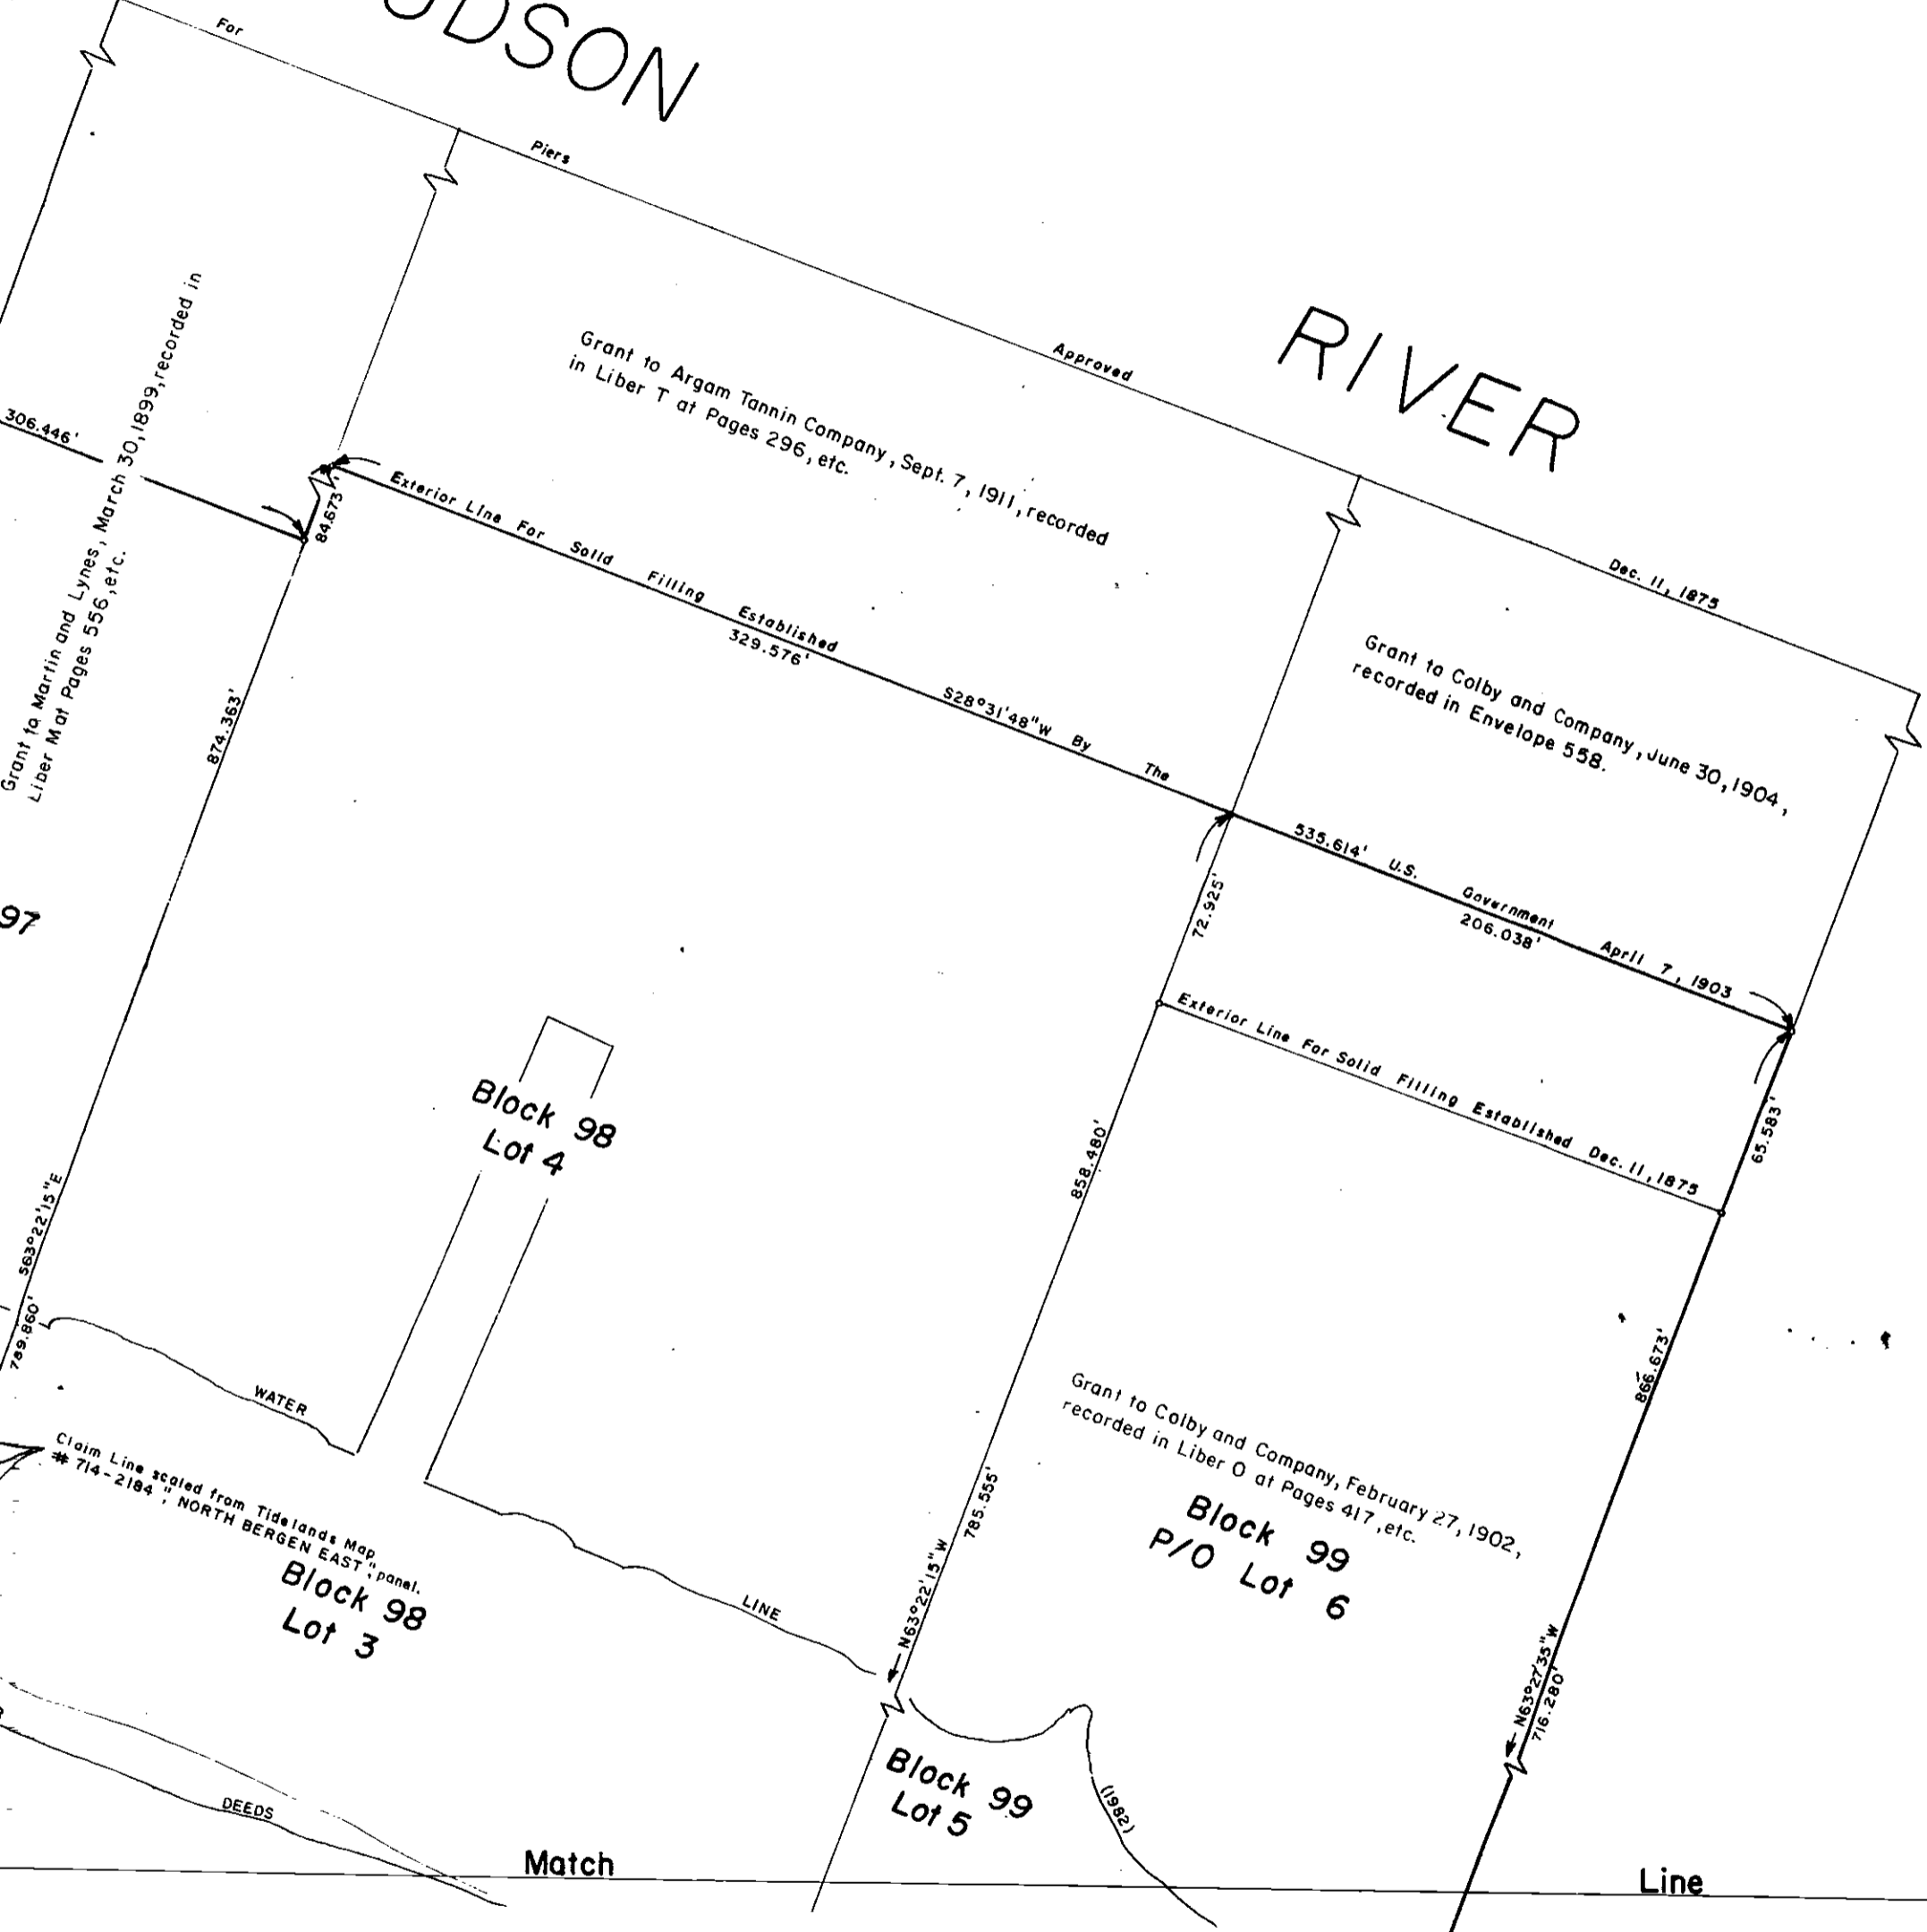 UDSON
RIVER
For
Piers
Approved
Dec. 11, 1875
Grant to Martin and Lynes, March 30, 1899, recorded in
Liber M at Pages 556, etc.
306.446'
84.673'
Grant to Argam Tannin Company, Sept. 7, 1911, recorded
in Liber T at Pages 296, etc.
Exterior Line For Solid Filling Established S28°31'48"W By The 535.614' U.S. Government April 7, 1903
329.576'
206.038'
Grant to Colby and Company, June 30, 1904,
recorded in Envelope 558.
874.363'
72.925'
97
Exterior Line For Solid Filling Established Dec. 11, 1875
65.583'
Block 98
Lot 4
858.480'
S63°22'15"E
789.860'
866.673'
WATER
Claim Line scaled from Tidelands Map
# 714-2184, "NORTH BERGEN EAST", panel.
Block 98
Lot 3
LINE
785.555'
N63°22'15"W
Grant to Colby and Company, February 27, 1902,
recorded in Liber O at Pages 417, etc.
Block 99
P/O Lot 6
N63°27'35"W
716.280'
Block 99
Lot 5
(1982)
DEEDS
Match
Line